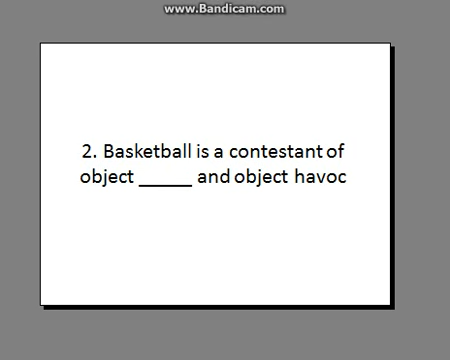 www.Bandicam.com
2. Basketball is a contestant of
object _____ and object havoc